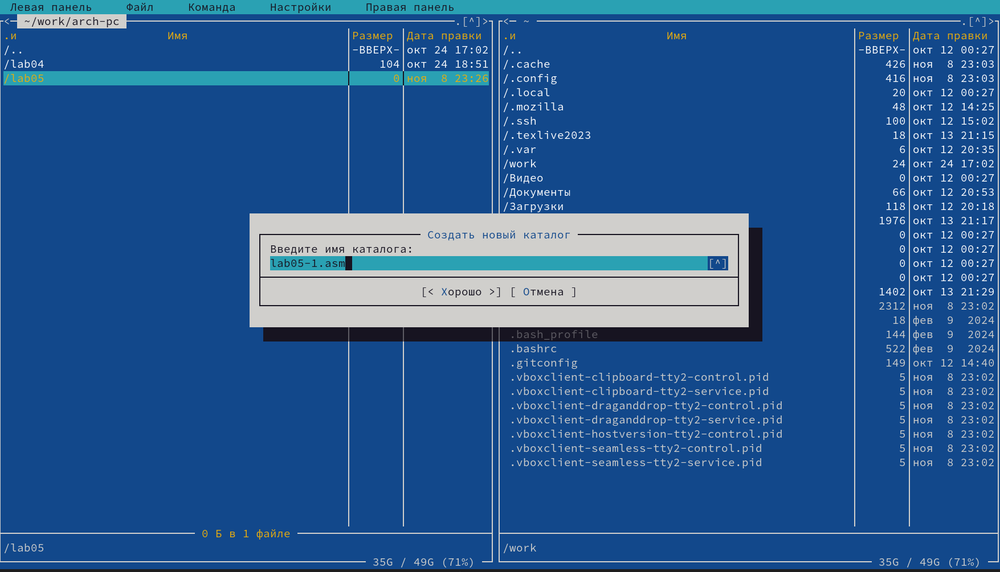 Левая панель Файл Команда Настройки Правая панель
<─ ~/work/arch-pc .[^]> <─ ~ .[^]>
.и Имя Размер Дата правки .и Имя Размер Дата правки
/.. -ВВЕРХ- окт 24 17:02 /.. -ВВЕРХ- окт 12 00:27
/lab04 104 окт 24 18:51 /.cache 426 ноя 8 23:03
/lab05 0 ноя 8 23:26 /.config 416 ноя 8 23:03
/.local 20 окт 12 00:27
/.mozilla 48 окт 12 14:25
/.ssh 100 окт 12 15:02
/.texlive2023 18 окт 13 21:15
/.var 6 окт 12 20:35
/work 24 окт 24 17:02
/Видео 0 окт 12 00:27
/Документы 66 окт 12 20:53
/Загрузки 118 окт 12 20:18
1976 окт 13 21:17
Создать новый каталог 0 окт 12 00:27
Введите имя каталога: 0 окт 12 00:27
lab05-1.asm [^] 0 окт 12 00:27
0 окт 12 00:27
[< Хорошо >] [ Отмена ] 1402 окт 13 21:29
2312 ноя 8 23:02
18 фев 9 2024
.bash_profile 144 фев 9 2024
.bashrc 522 фев 9 2024
.gitconfig 149 окт 12 14:40
.vboxclient-clipboard-tty2-control.pid 5 ноя 8 23:02
.vboxclient-clipboard-tty2-service.pid 5 ноя 8 23:02
.vboxclient-draganddrop-tty2-control.pid 5 ноя 8 23:02
.vboxclient-draganddrop-tty2-service.pid 5 ноя 8 23:02
.vboxclient-hostversion-tty2-control.pid 5 ноя 8 23:02
.vboxclient-seamless-tty2-control.pid 5 ноя 8 23:02
.vboxclient-seamless-tty2-service.pid 5 ноя 8 23:02
0 Б в 1 файле
/lab05 /work
35G / 49G (71%) 35G / 49G (71%)